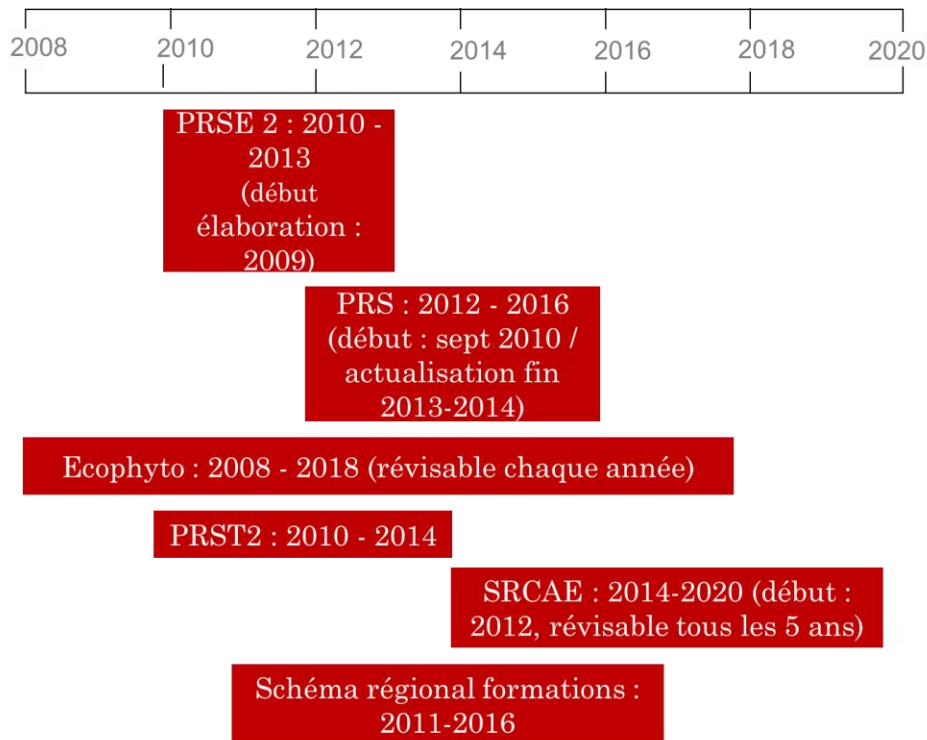 2008 2010 2012 2014 2016 2018 2020
PRSE 2 : 2010 -
2013
(début
élaboration :
2009)
PRS : 2012 - 2016
(début : sept 2010 /
actualisation fin
2013-2014)
Ecophyto : 2008 - 2018 (révisable chaque année)
PRST2 : 2010 - 2014
SRCAE : 2014-2020 (début :
2012, révisable tous les 5 ans)
Schéma régional formations :
2011-2016